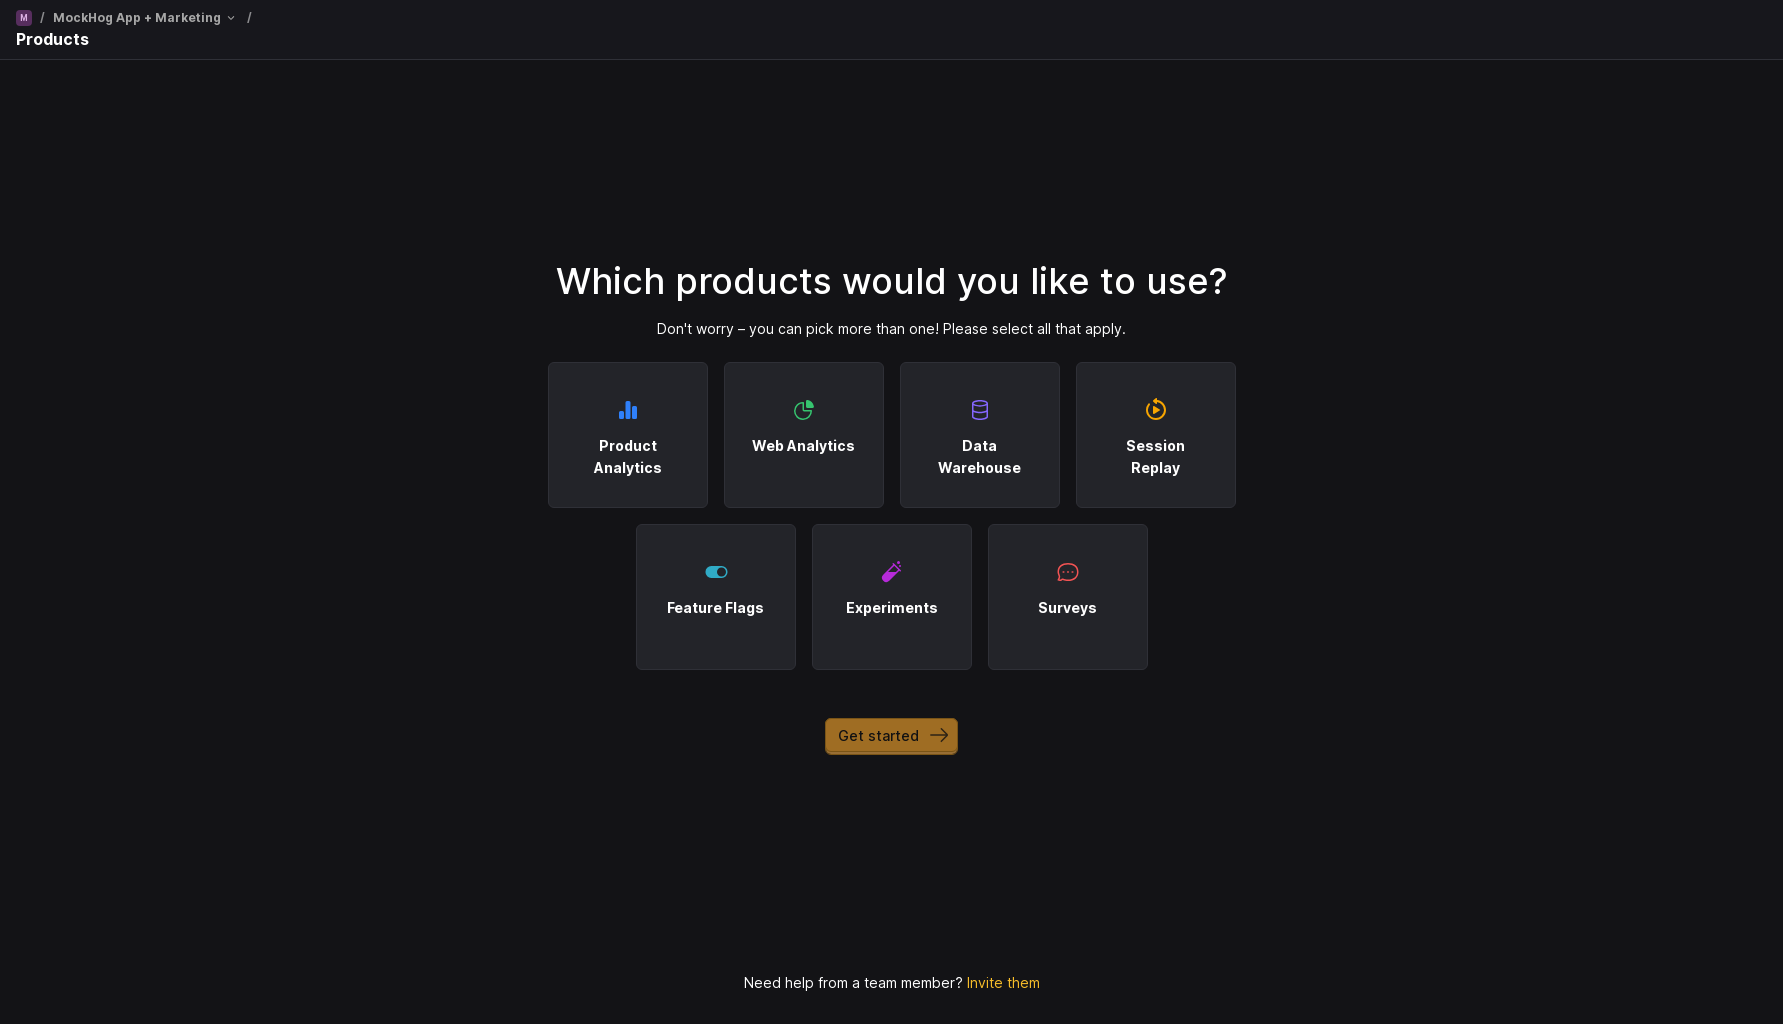 M / MockHog App + Marketing /
Products
Which products would you like to use?
Don't worry – you can pick more than one! Please select all that apply.
Product
Analytics
Web Analytics
Data
Warehouse
Session
Replay
Feature Flags
Experiments
Surveys
Get started
Need help from a team member? Invite them